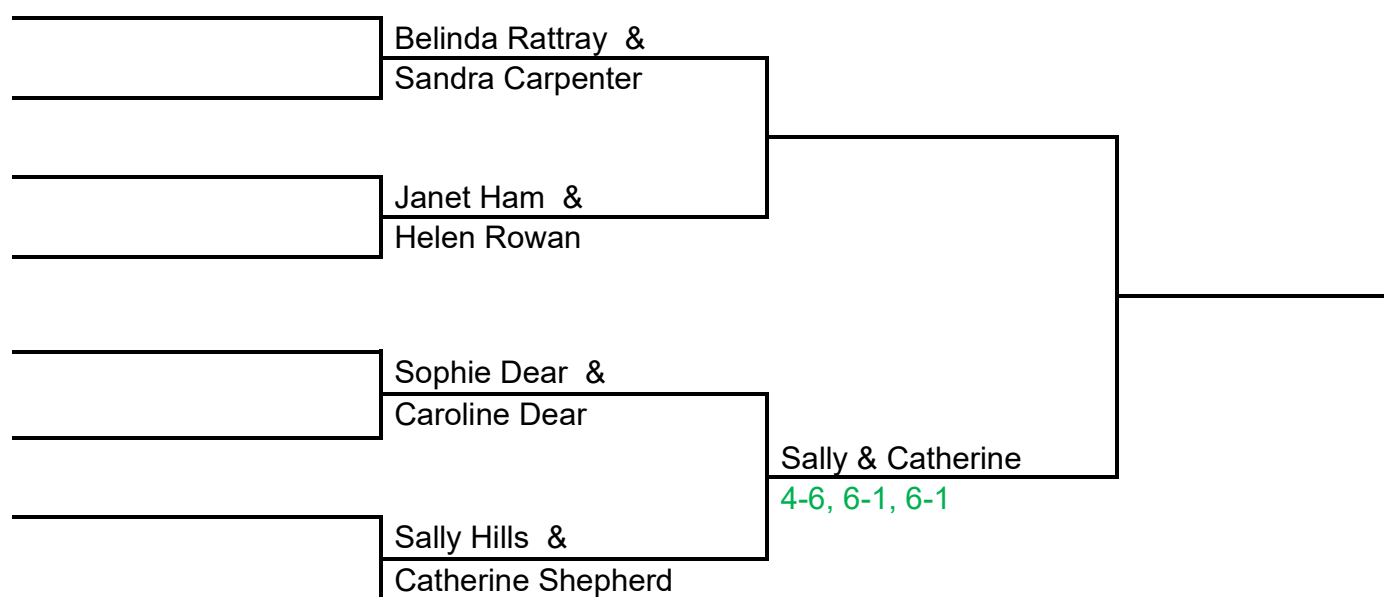 Belinda Rattray  &
Sandra Carpenter
Janet Ham  &
Helen Rowan
Sophie Dear  &
Caroline Dear
Sally & Catherine
4-6, 6-1, 6-1
Sally Hills  &
Catherine Shepherd